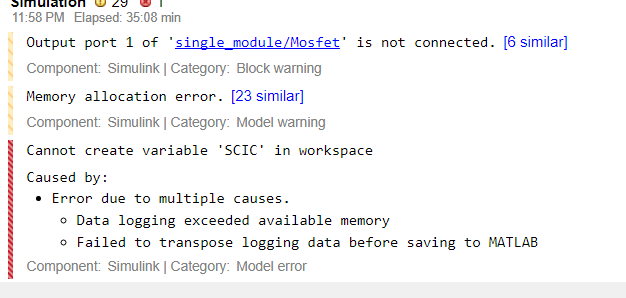 Simulation 29 1
11:58 PM Elapsed: 35:08 min
Output port 1 of 'single_module/Mosfet' is not connected. [6 similar]
Component: Simulink | Category: Block warning
Memory allocation error. [23 similar]
Component: Simulink | Category: Model warning
Cannot create variable 'SCIC' in workspace
Caused by:
• Error due to multiple causes.
◦ Data logging exceeded available memory
◦ Failed to transpose logging data before saving to MATLAB
Component: Simulink | Category: Model error